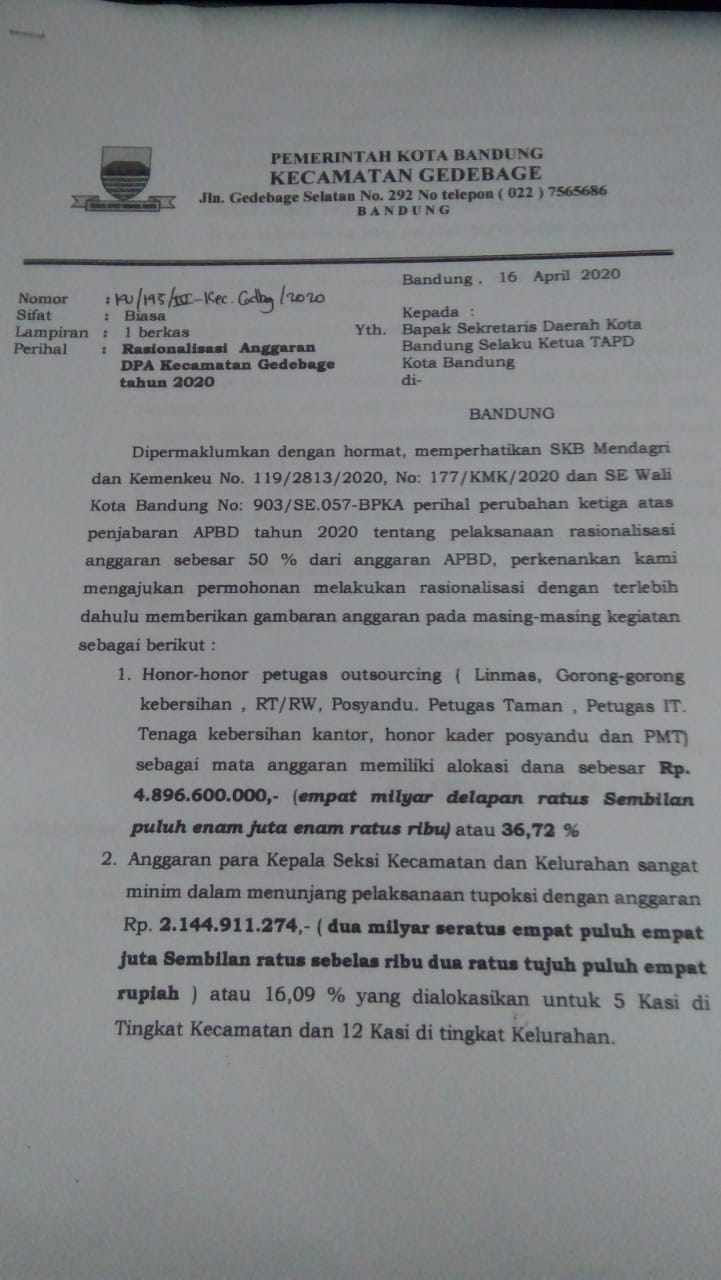 PEMERINTAH KOTA BANDUNG
KECAMATAN GEDEBAGE
Jln. Gedebage Selatan No. 292 No telepon ( 022 ) 7565686
BANDUNG
Bandung , 16 April 2020
Nomor : KU/195/III-Kec.Gdbg/2020
Sifat : Biasa
Lampiran : 1 berkas
Perihal : Rasionalisasi Anggaran
DPA Kecamatan Gedebage
tahun 2020
Kepada :
Yth. Bapak Sekretaris Daerah Kota
Bandung Selaku Ketua TAPD
Kota Bandung
di-
BANDUNG
Dipermaklumkan dengan hormat, memperhatikan SKB Mendagri
dan Kemenkeu No. 119/2813/2020, No: 177/KMK/2020 dan SE Wali
Kota Bandung No: 903/SE.057-BPKA perihal perubahan ketiga atas
penjabaran APBD tahun 2020 tentang pelaksanaan rasionalisasi
anggaran sebesar 50 % dari anggaran APBD, perkenankan kami
mengajukan permohonan melakukan rasionalisasi dengan terlebih
dahulu memberikan gambaran anggaran pada masing-masing kegiatan
sebagai berikut :
1. Honor-honor petugas outsourcing ( Linmas, Gorong-gorong
kebersihan , RT/RW, Posyandu. Petugas Taman , Petugas IT.
Tenaga kebersihan kantor, honor kader posyandu dan PMT)
sebagai mata anggaran memiliki alokasi dana sebesar Rp.
4.896.600.000,- (empat milyar delapan ratus Sembilan
puluh enam juta enam ratus ribu) atau 36,72 %
2. Anggaran para Kepala Seksi Kecamatan dan Kelurahan sangat
minim dalam menunjang pelaksanaan tupoksi dengan anggaran
Rp. 2.144.911.274,- ( dua milyar seratus empat puluh empat
juta Sembilan ratus sebelas ribu dua ratus tujuh puluh empat
rupiah ) atau 16,09 % yang dialokasikan untuk 5 Kasi di
Tingkat Kecamatan dan 12 Kasi di tingkat Kelurahan.